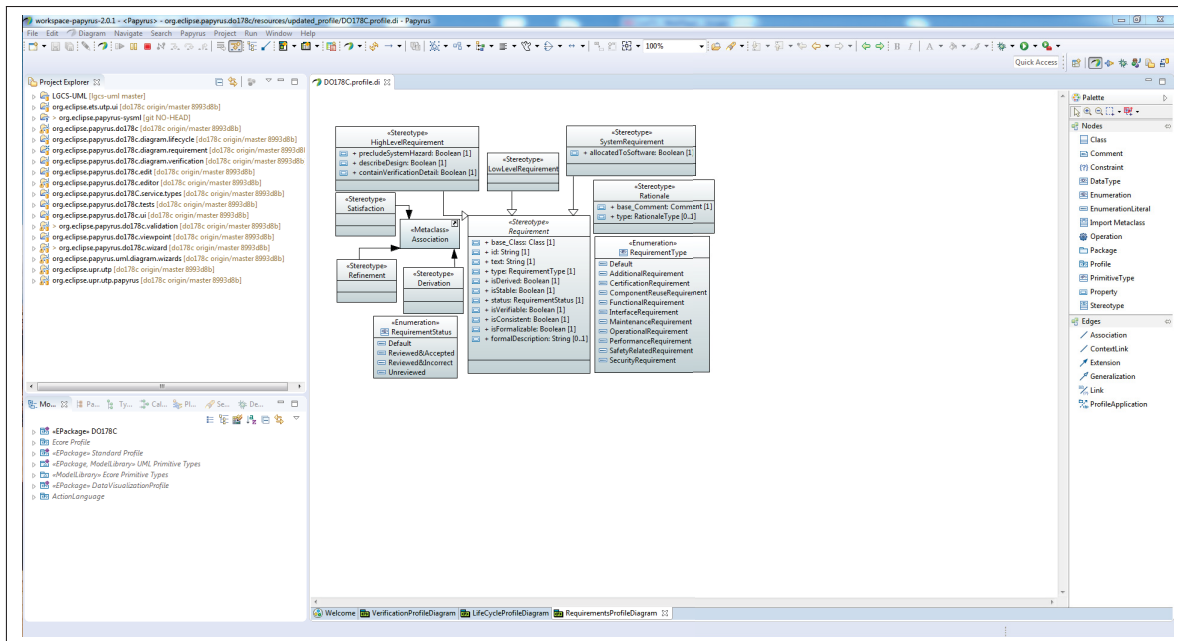 workspace-papyrus-2.0.1 - <Papyrus> - org.eclipse.papyrus.do178c/resources/updated_profile/DO178C.profile.di - Papyrus
File Edit Diagram Navigate Search Papyrus Project Run Window Help
100%
B I A
Quick Access
Project Explorer
LGCS-UML [lgcs-uml master]
org.eclipse.ets.utp.ui [do178c origin/master 8993d8b]
> org.eclipse.papyrus-sysml [git NO-HEAD]
org.eclipse.papyrus.do178c [do178c origin/master 8993d8b]
org.eclipse.papyrus.do178c.diagram.lifecycle [do178c origin/master 8993d8b]
org.eclipse.papyrus.do178c.diagram.requirement [do178c origin/master 8993d8b]
org.eclipse.papyrus.do178c.diagram.verification [do178c origin/master 8993d8b
org.eclipse.papyrus.do178c.edit [do178c origin/master 8993d8b]
org.eclipse.papyrus.do178c.editor [do178c origin/master 8993d8b]
org.eclipse.papyrus.do178C.service.types [do178c origin/master 8993d8b]
org.eclipse.papyrus.do178c.tests [do178c origin/master 8993d8b]
org.eclipse.papyrus.do178c.ui [do178c origin/master 8993d8b]
> org.eclipse.papyrus.do178c.validation [do178c origin/master 8993d8b]
org.eclipse.papyrus.do178c.viewpoint [do178c origin/master 8993d8b]
> org.eclipse.papyrus.do178c.wizard [do178c origin/master 8993d8b]
org.eclipse.papyrus.uml.diagram.wizards [do178c origin/master 8993d8b]
org.eclipse.upr.utp [do178c origin/master 8993d8b]
org.eclipse.upr.utp.papyrus [do178c origin/master 8993d8b]
Mo... Pa... Ty... Cal... Pl... Se... De...
«EPackage» DO178C
Ecore Profile
«EPackage» Standard Profile
«EPackage, ModelLibrary» UML Primitive Types
«ModelLibrary» Ecore Primitive Types
«EPackage» DataVisualizationProfile
ActionLanguage
DO178C.profile.di
«Stereotype»
HighLevelRequirement
+ precludeSystemHazard: Boolean [1]
+ describeDesign: Boolean [1]
+ containVerificationDetail: Boolean [1]
«Stereotype»
LowLevelRequirement
«Stereotype»
SystemRequirement
+ allocatedToSoftware: Boolean [1
«Stereotype»
Rationale
+ base_Comment: Comment [1]
+ type: RationaleType [0..1]
«Stereotype»
Satisfaction
«Metaclass»
Association
«Stereotype»
Refinement
«Stereotype»
Derivation
«Stereotype»
Requirement
+ base_Class: Class [1]
+ id: String [1]
+ text: String [1]
+ type: RequirementType [1]
+ isDerived: Boolean [1]
+ isStable: Boolean [1]
+ status: RequirementStatus [1]
+ isVerifiable: Boolean [1]
+ isConsistent: Boolean [1]
+ isFormalizable: Boolean [1]
+ formalDescription: String [0..1]
«Enumeration»
RequirementType
Default
AdditionalRequirement
CertificationRequirement
ComponentReuseRequirement
FunctionalRequirement
InterfaceRequirement
MaintenanceRequirement
OperationalRequirement
PerformanceRequirement
SafetyRelatedRequirement
SecurityRequirement
«Enumeration»
RequirementStatus
Default
Reviewed&Accepted
Reviewed&Incorrect
Unreviewed
Palette
Nodes
Class
Comment
Constraint
DataType
Enumeration
EnumerationLiteral
Import Metaclass
Operation
Package
Profile
PrimitiveType
Property
Stereotype
Edges
Association
ContextLink
Extension
Generalization
Link
ProfileApplication
Welcome VerificationProfileDiagram LifeCycleProfileDiagram RequirementsProfileDiagram